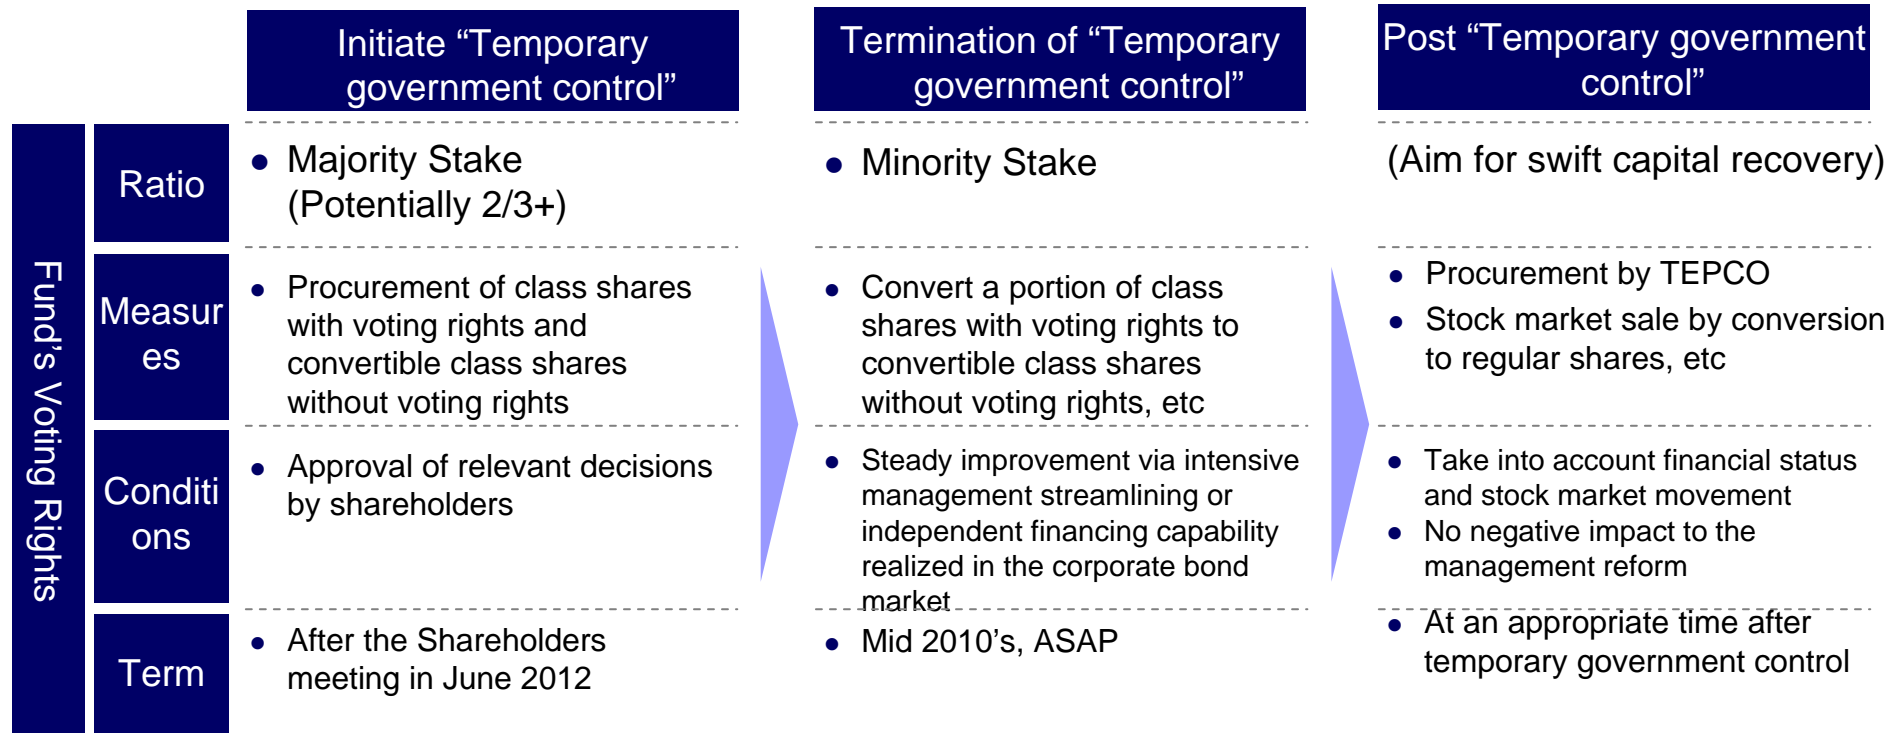 Initiate “Temporary
government control”
Termination of “Temporary
government control”
Post “Temporary government
control”
Fund’s Voting Rights
Ratio
● Majority Stake
(Potentially 2/3+)
● Minority Stake
(Aim for swift capital recovery)
Measur
es
● Procurement of class shares
with voting rights and
convertible class shares
without voting rights
● Convert a portion of class
shares with voting rights to
convertible class shares
without voting rights, etc
● Procurement by TEPCO
● Stock market sale by conversion
to regular shares, etc
Conditi
ons
● Approval of relevant decisions
by shareholders
● Steady improvement via intensive
management streamlining or
independent financing capability
realized in the corporate bond
market
● Take into account financial status
and stock market movement
● No negative impact to the
management reform
Term
● After the Shareholders
meeting in June 2012
● Mid 2010’s, ASAP
● At an appropriate time after
temporary government control